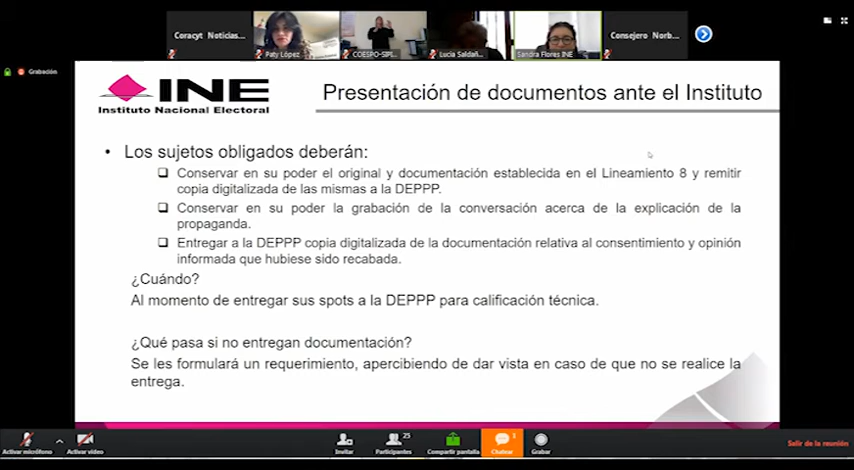 Coracyt Noticias...
Paty López
COESPO-SIPI...
Lucia Saldañ...
Sandra Flores INE
Consejero Norb...
Grabación
INE
Instituto Nacional Electoral
Presentación de documentos ante el Instituto
• Los sujetos obligados deberán:
❑ Conservar en su poder el original y documentación establecida en el Lineamiento 8 y remitir
copia digitalizada de las mismas a la DEPPP.
❑ Conservar en su poder la grabación de la conversación acerca de la explicación de la
propaganda.
❑ Entregar a la DEPPP copia digitalizada de la documentación relativa al consentimiento y opinión
informada que hubiese sido recabada.
¿Cuándo?
Al momento de entregar sus spots a la DEPPP para calificación técnica.
¿Qué pasa si no entregan documentación?
Se les formulará un requerimiento, apercibiendo de dar vista en caso de que no se realice la
entrega.
Activar micrófono
Activar video
Invitar
25
Participantes
Compartir pantalla
1
Chatear
Grabar
Salir de la reunión